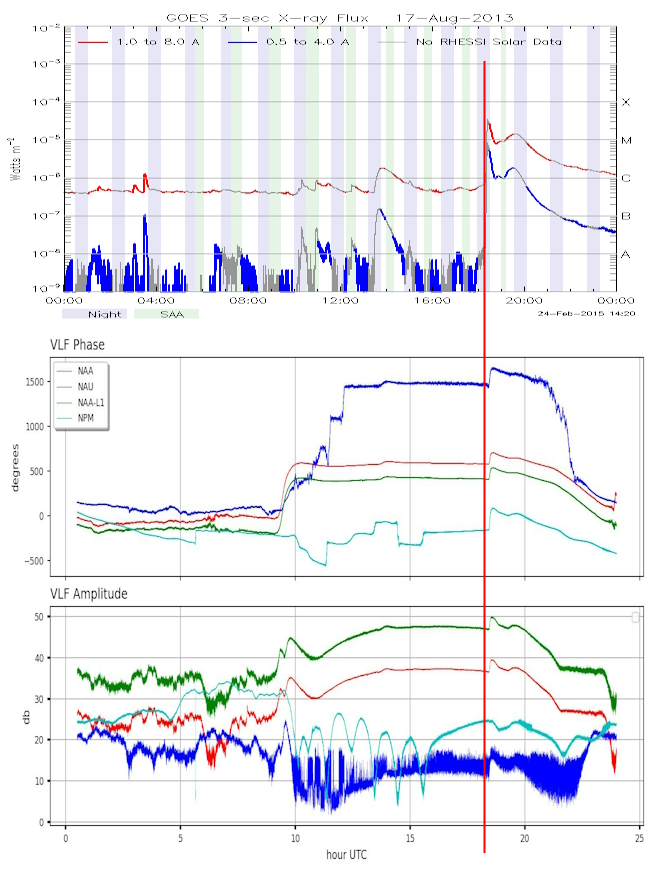 GOES 3-sec X-ray Flux 17-Aug-2013
1.0 to 8.0 A 0.5 to 4.0 A No RHESSI Solar Data
10⁻²
10⁻³
10⁻⁴ X
10⁻⁵ M
10⁻⁶ C
10⁻⁷ B
10⁻⁸ A
10⁻⁹
Watts m⁻²
00:00 04:00 08:00 12:00 16:00 20:00 00:00
Night SAA 24-Feb-2015 14:20
VLF Phase
NAA
NAU
NAA-L1
NPM
1500
1000
500
0
−500
degrees
VLF Amplitude
50
40
30
20
10
0
db
0 5 10 15 20 25
hour UTC